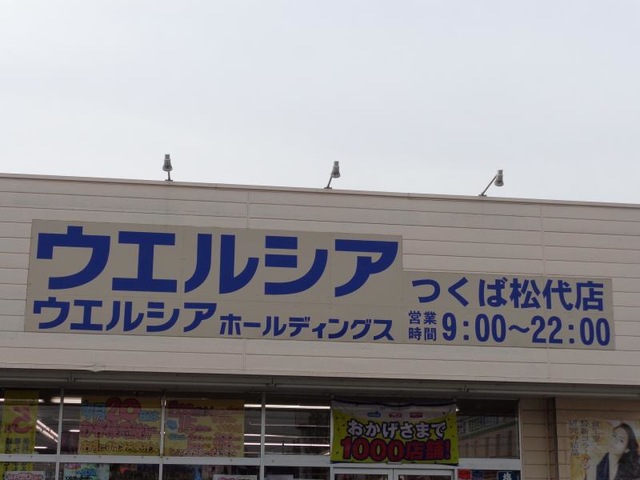 ウエルシア
ウエルシアホールディングス
つくば松代店
営業時間 9:00～22:00
おかげさまで
1000店舗!